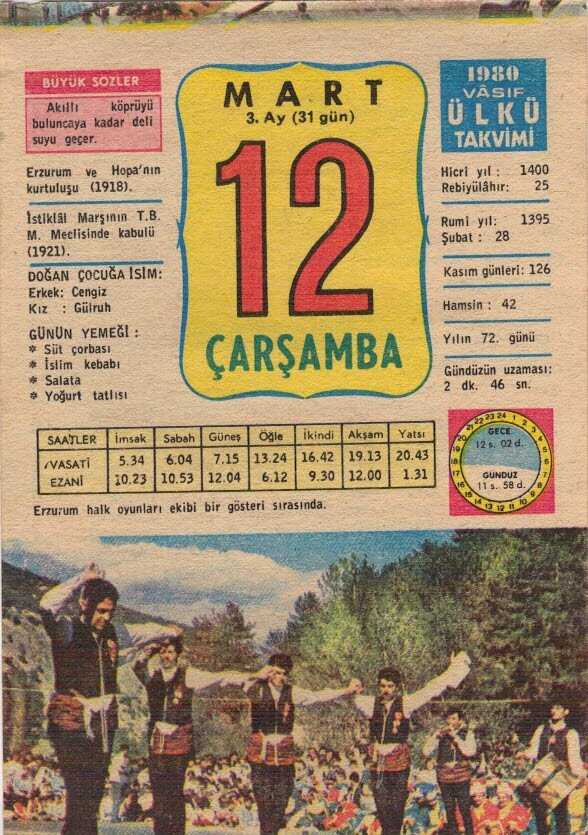 BÜYÜK SÖZLER
Akıllı köprüyü
buluncaya kadar deli
suyu geçer.
Erzurum ve Hopa'nın
kurtuluşu (1918).
İstiklâl Marşının T.B.
M. Meclisinde kabulü
(1921).
DOĞAN ÇOCUĞA İSİM:
Erkek: Cengiz
Kız : Gülruh
GÜNÜN YEMEĞİ :
* Süt çorbası
* İslim kebabı
* Salata
* Yoğurt tatlısı
MART
3. Ay (31 gün)
12
ÇARŞAMBA
1980
VÂSIF
ÜLKÜ
TAKVİMİ
Hicri yıl : 1400
Rebiyülâhır: 25
Rumi yıl: 1395
Şubat : 28
Kasım günleri: 126
Hamsin : 42
Yılın 72. günü
Gündüzün uzaması:
2 dk. 46 sn.
SAATLER İmsak Sabah Güneş Öğle İkindi Akşam Yatsı
VASATİ 5.34 6.04 7.15 13.24 16.42 19.13 20.43
EZANİ 10.23 10.53 12.04 6.12 9.30 12.00 1.31
GECE
12 s. 02 d.
GÜNDÜZ
11 s. 58 d.
Erzurum halk oyunları ekibi bir gösteri sırasında.